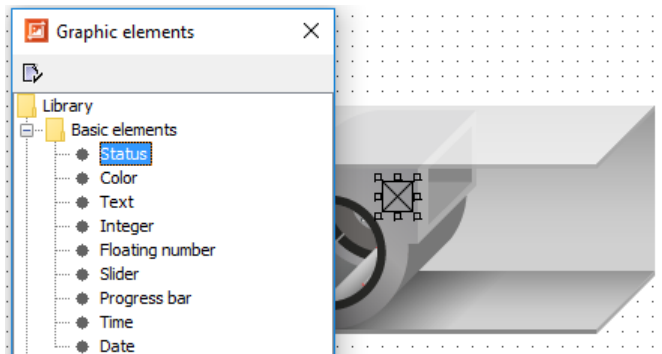 Graphic elements
Library
Basic elements
Status
Color
Text
Integer
Floating number
Slider
Progress bar
Time
Date